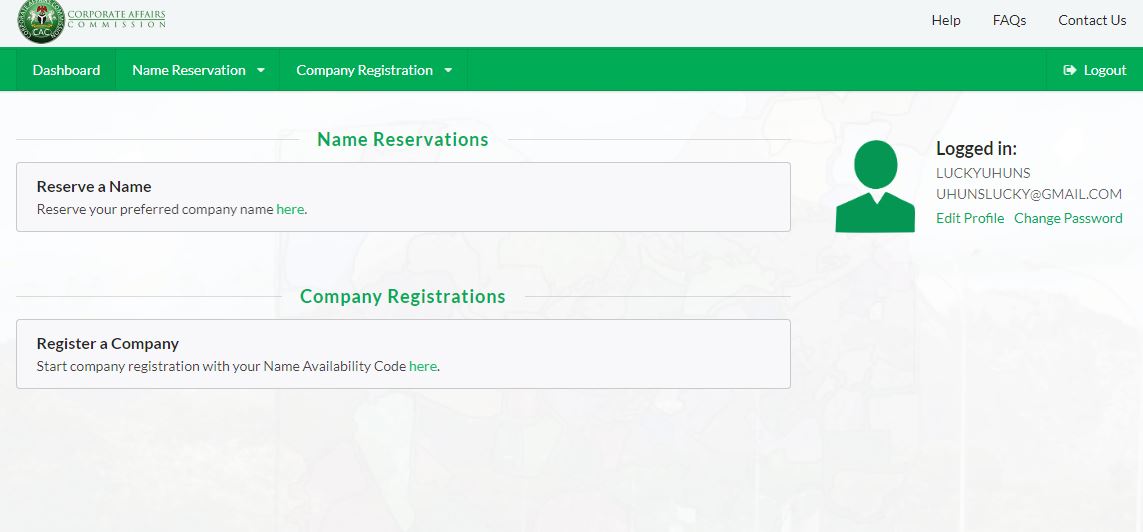 CORPORATE AFFAIRS
COMMISSION
CAC
Help FAQs Contact Us
Dashboard Name Reservation Company Registration Logout
Name Reservations
Reserve a Name
Reserve your preferred company name here.
Logged in:
LUCKYUHUNS
UHUNSLUCKY@GMAIL.COM
Edit Profile Change Password
Company Registrations
Register a Company
Start company registration with your Name Availability Code here.